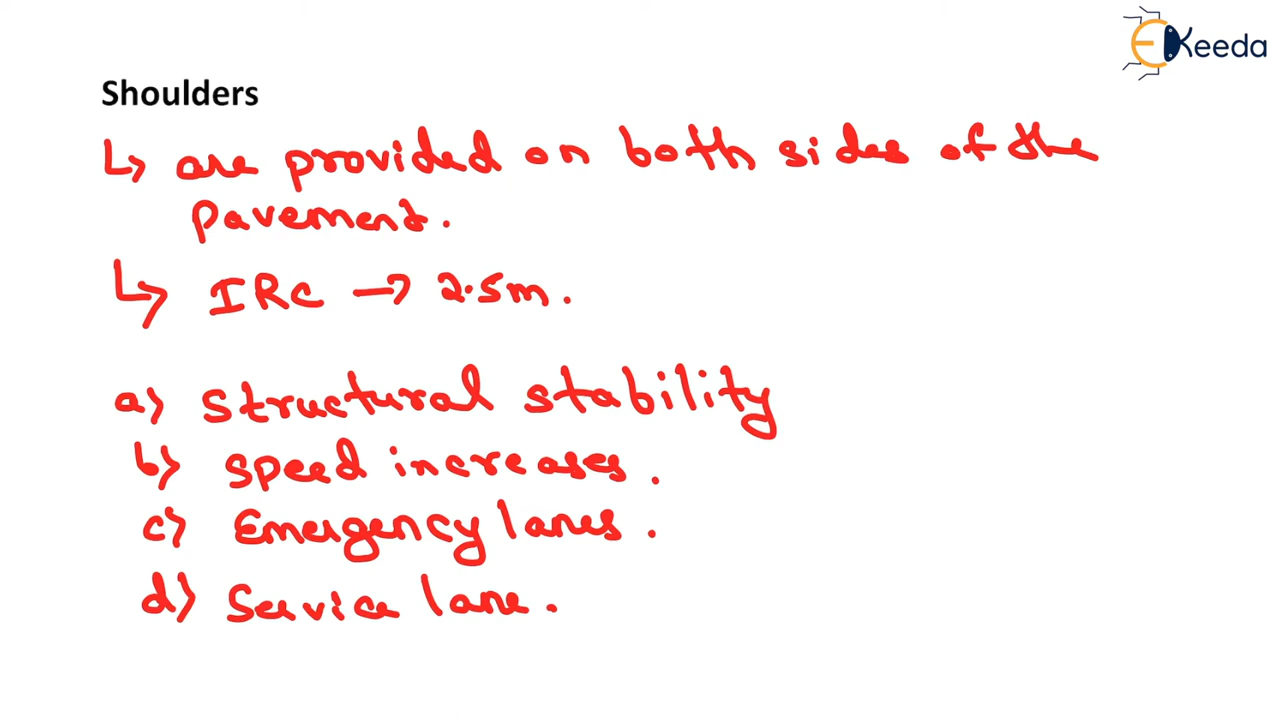 EKeeda
Shoulders
↳ are provided on both sides of the
pavement.
↳ IRC → 2.5m.
a) Structural stability
b) Speed increases.
c) Emergency lanes.
d) Service lane.